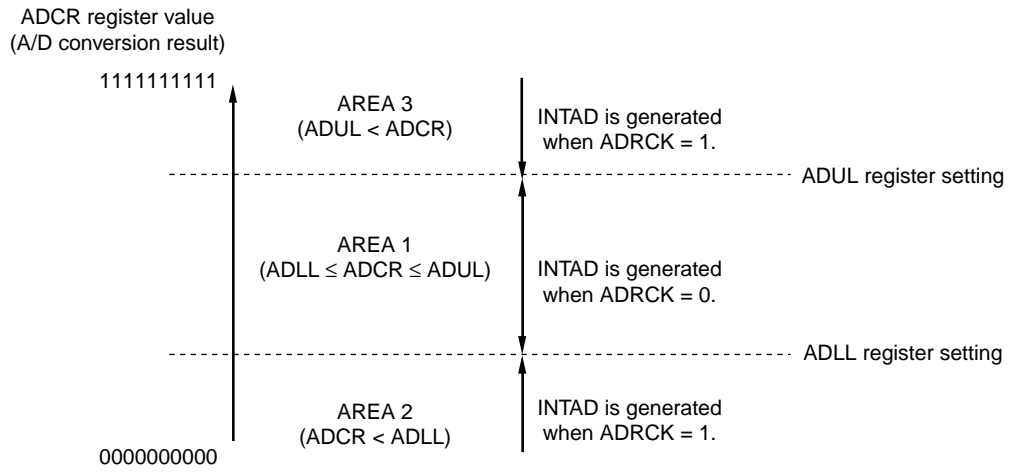 ADCR register value
(A/D conversion result)
1111111111
AREA 3
(ADUL < ADCR)
INTAD is generated
when ADRCK = 1.
ADUL register setting
AREA 1
(ADLL ≤ ADCR ≤ ADUL)
INTAD is generated
when ADRCK = 0.
ADLL register setting
AREA 2
(ADCR < ADLL)
INTAD is generated
when ADRCK = 1.
0000000000